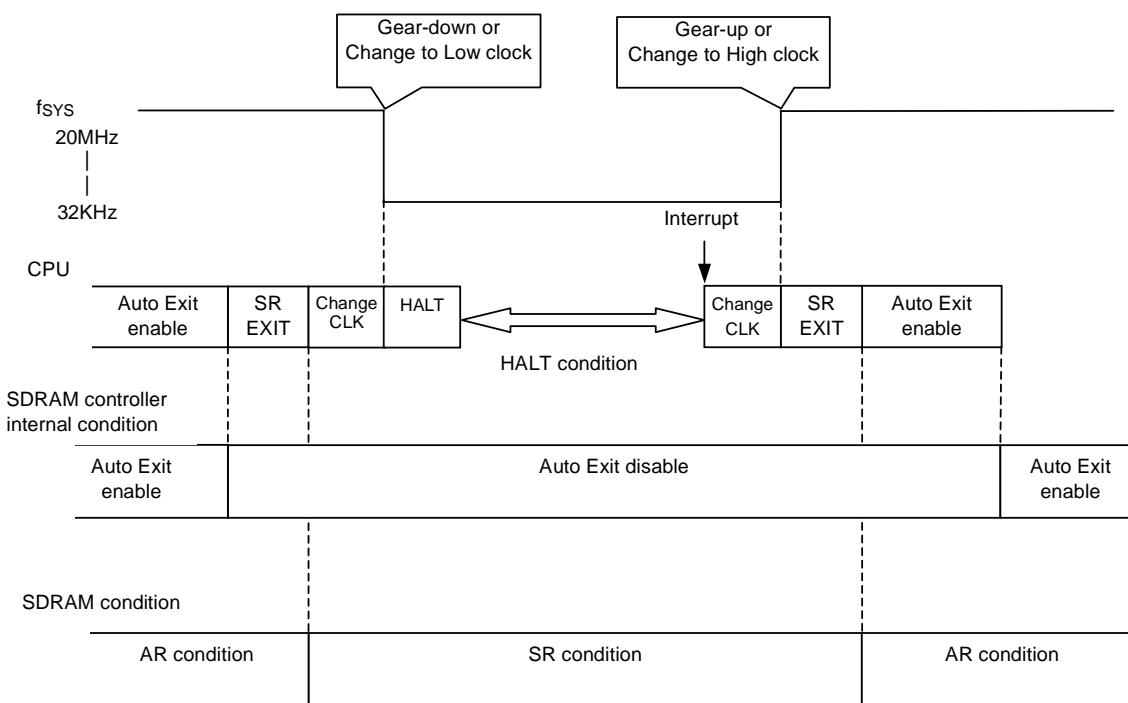 Gear-down or
Change to Low clock
Gear-up or
Change to High clock
fSYS
20MHz
32KHz
Interrupt
CPU
Auto Exit
enable
SR
EXIT
Change
CLK
HALT
Change
CLK
SR
EXIT
Auto Exit
enable
HALT condition
SDRAM controller
internal condition
Auto Exit
enable
Auto Exit disable
Auto Exit
enable
SDRAM condition
AR condition
SR condition
AR condition